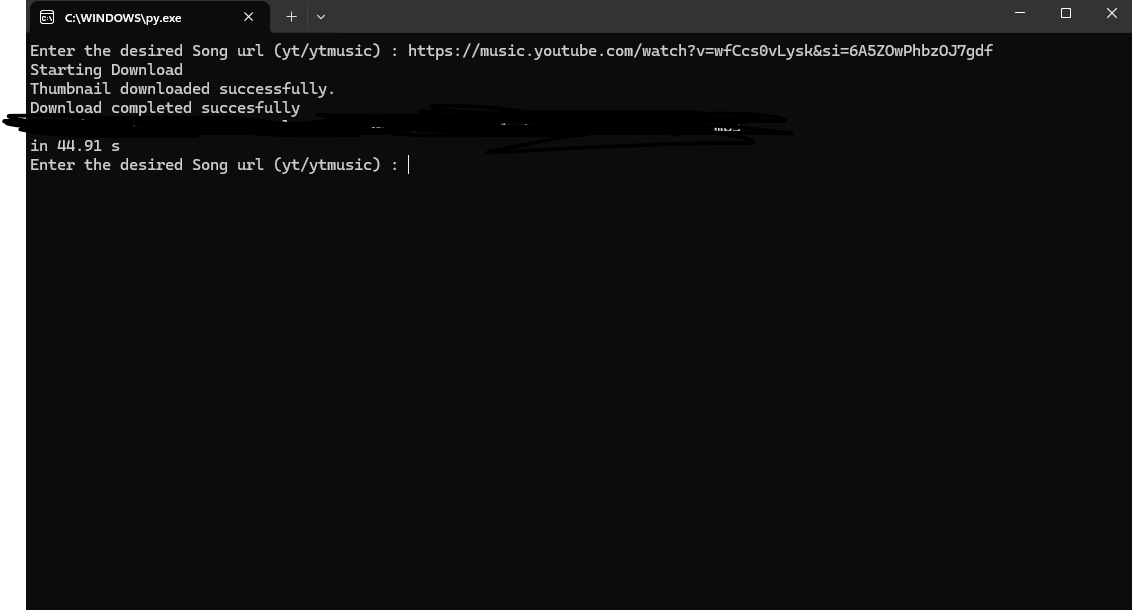 C:\WINDOWS\py.exe
Enter the desired Song url (yt/ytmusic) : https://music.youtube.com/watch?v=wfCcs0vLysk&si=6A5ZOwPhbzOJ7gdf
Starting Download
Thumbnail downloaded successfully.
Download completed succesfully
in 44.91 s
Enter the desired Song url (yt/ytmusic) :